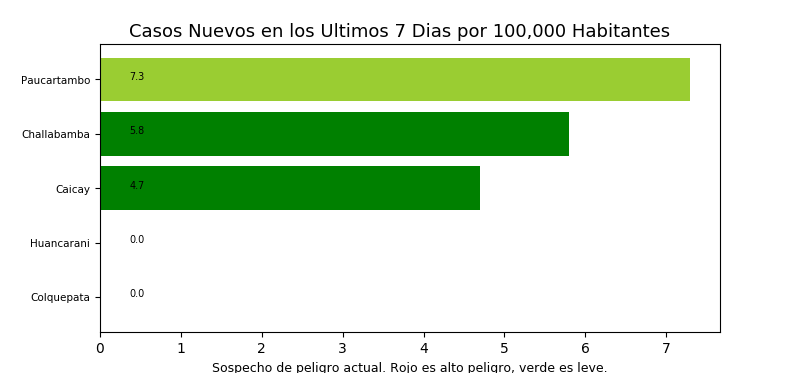 Casos Nuevos en los Ultimos 7 Dias por 100,000 Habitantes
Paucartambo 7.3
Challabamba 5.8
Caicay 4.7
Huancarani 0.0
Colquepata 0.0
0 1 2 3 4 5 6 7
Sospecho de peligro actual. Rojo es alto peligro, verde es leve.